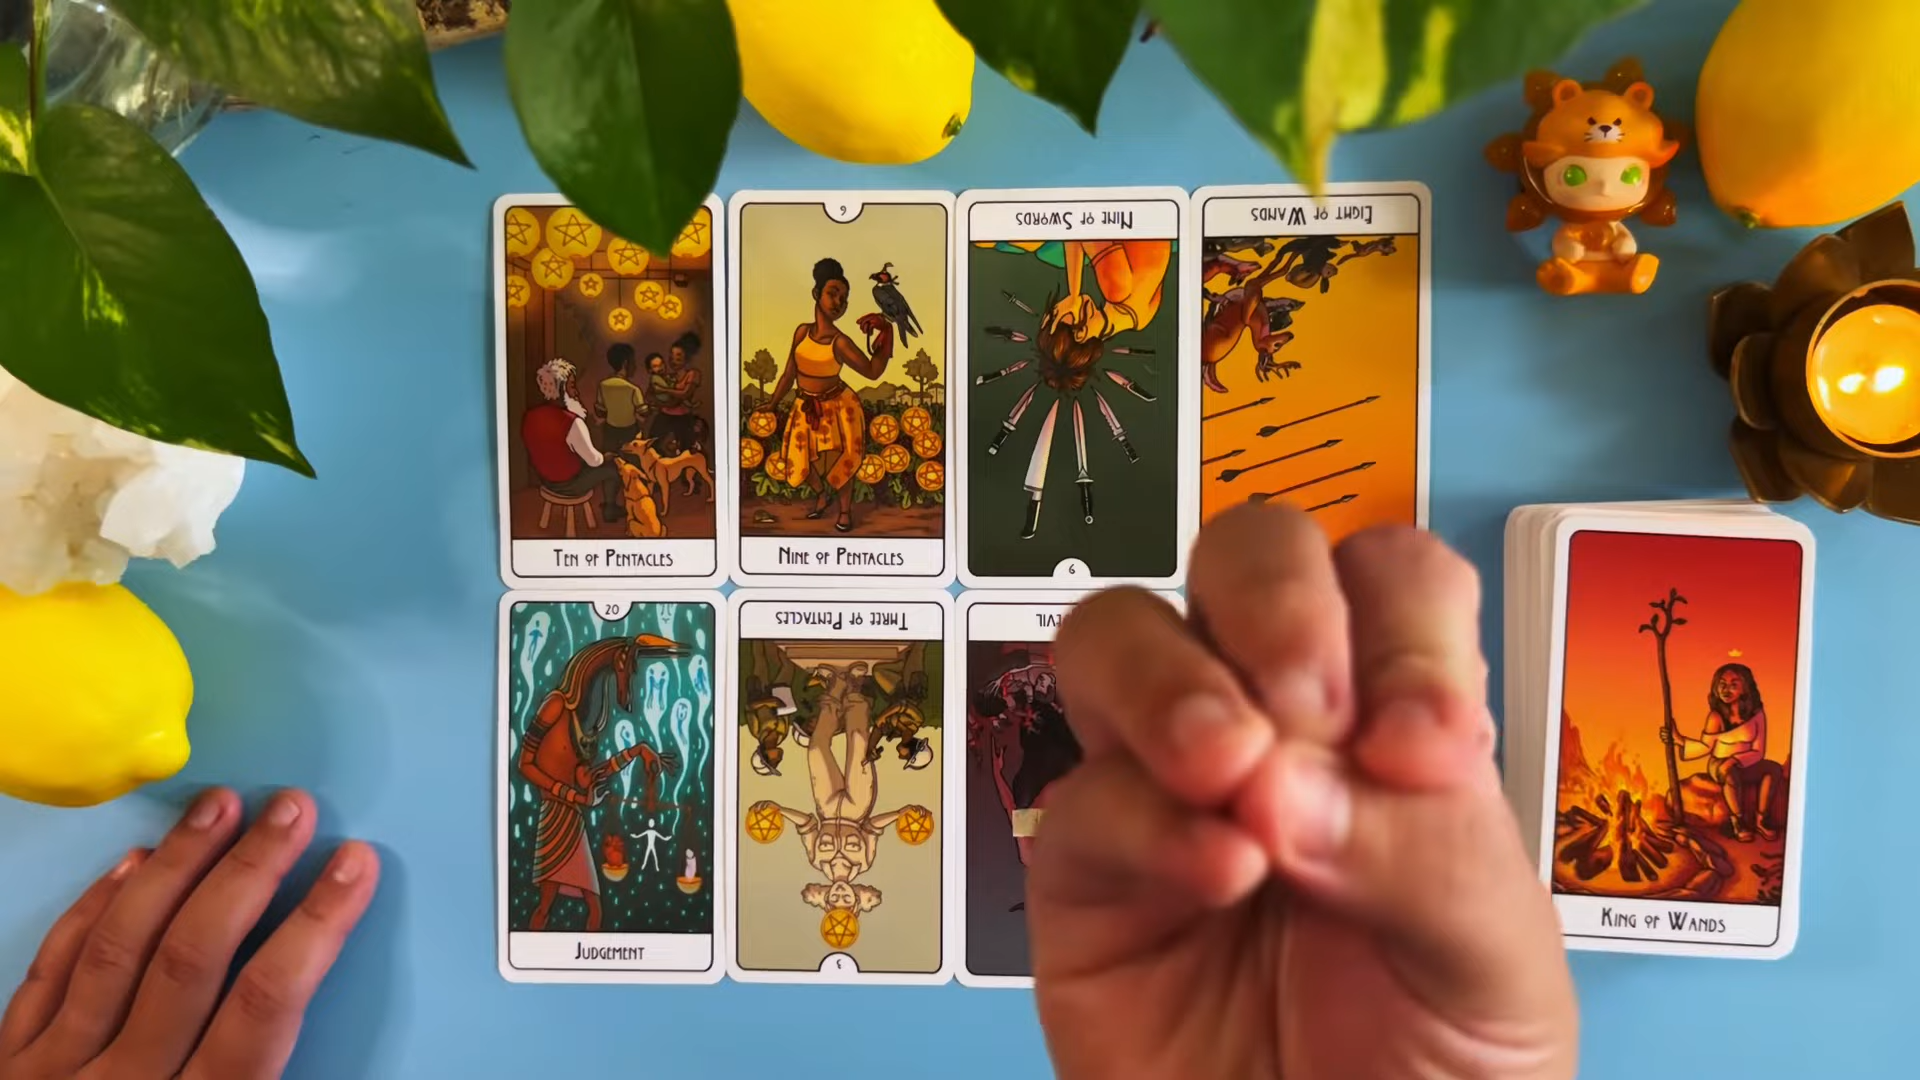 6
NINE OF SWORDS
EIGHT OF WANDS
TEN OF PENTACLES
NINE OF PENTACLES
9
20
THREE OF PENTACLES
EVIL
JUDGEMENT
3
KING OF WANDS